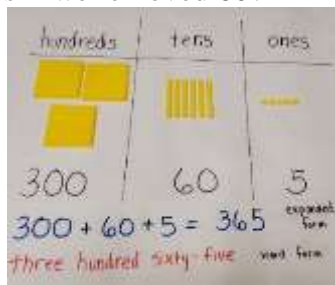 hundreds tens ones
300 60 5
300 + 60 + 5 = 365 expanded form
three hundred sixty-five word form